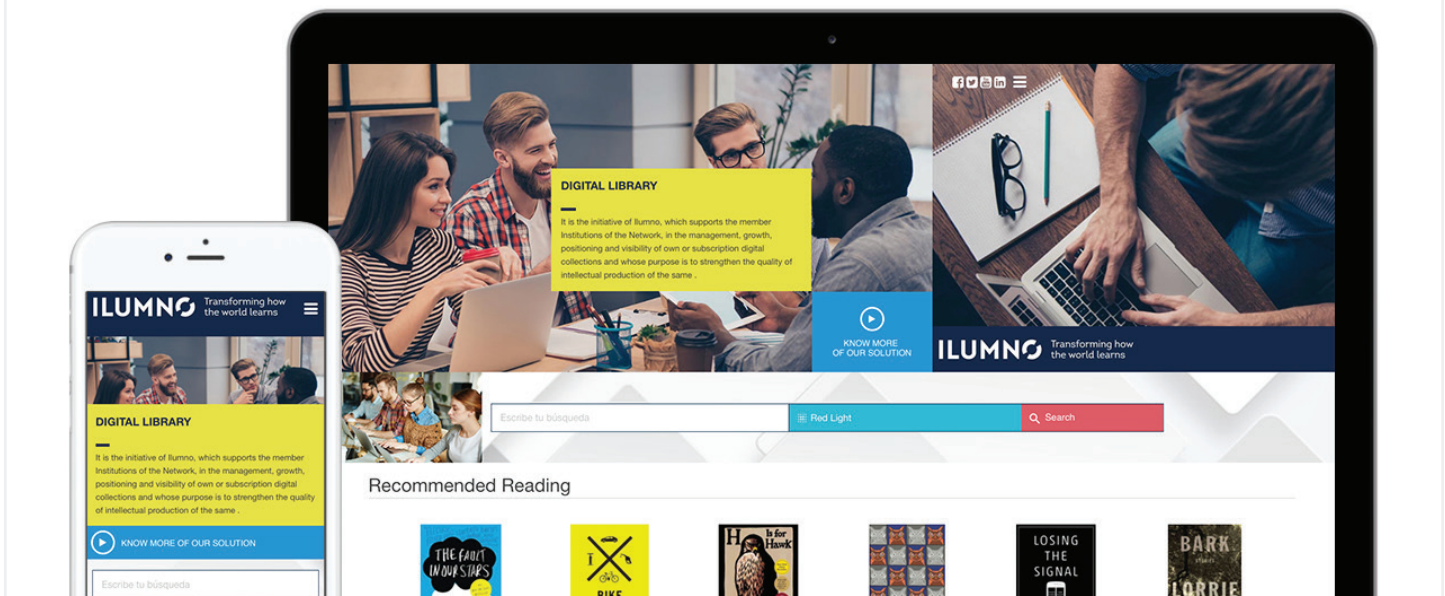 DIGITAL LIBRARY
It is the initiative of Ilumno, which supports the member
Institutions of the Network, in the management, growth,
positioning and visibility of own or subscription digital
collections and whose purpose is to strengthen the quality of
intellectual production of the same .
KNOW MORE
OF OUR SOLUTION
ILUMNO Transforming how
the world learns
Escribe tu búsqueda
Red Light
Search
Recommended Reading
THE FAULT
IN OUR STARS
BIKE
H is for
Hawk
LOSING
THE
SIGNAL
BARK
STORIES
LORRIE
ILUMNO Transforming how
the world learns
DIGITAL LIBRARY
It is the initiative of Ilumno, which supports the member
Institutions of the Network, in the management, growth,
positioning and visibility of own or subscription digital
collections and whose purpose is to strengthen the quality
of intellectual production of the same .
KNOW MORE OF OUR SOLUTION
Escribe tu búsqueda